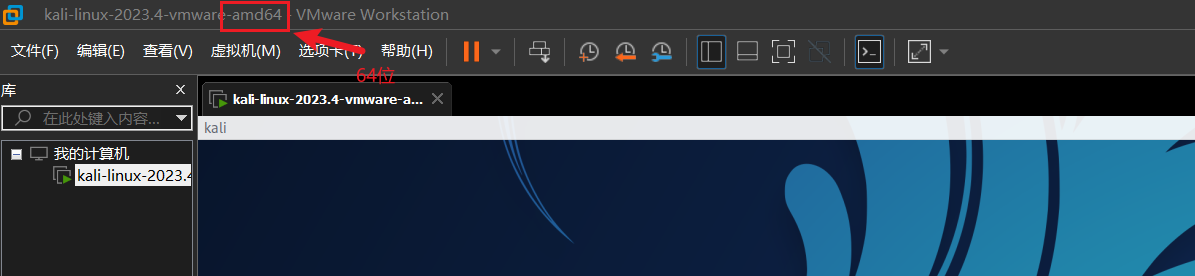 kali-linux-2023.4-vmware-amd64 - VMware Workstation
文件(F) 编辑(E) 查看(V) 虚拟机(M) 选项卡(T) 帮助(H)
64位
库
kali-linux-2023.4-vmware-a...
在此处键入内容...
kali
我的计算机
kali-linux-2023.4